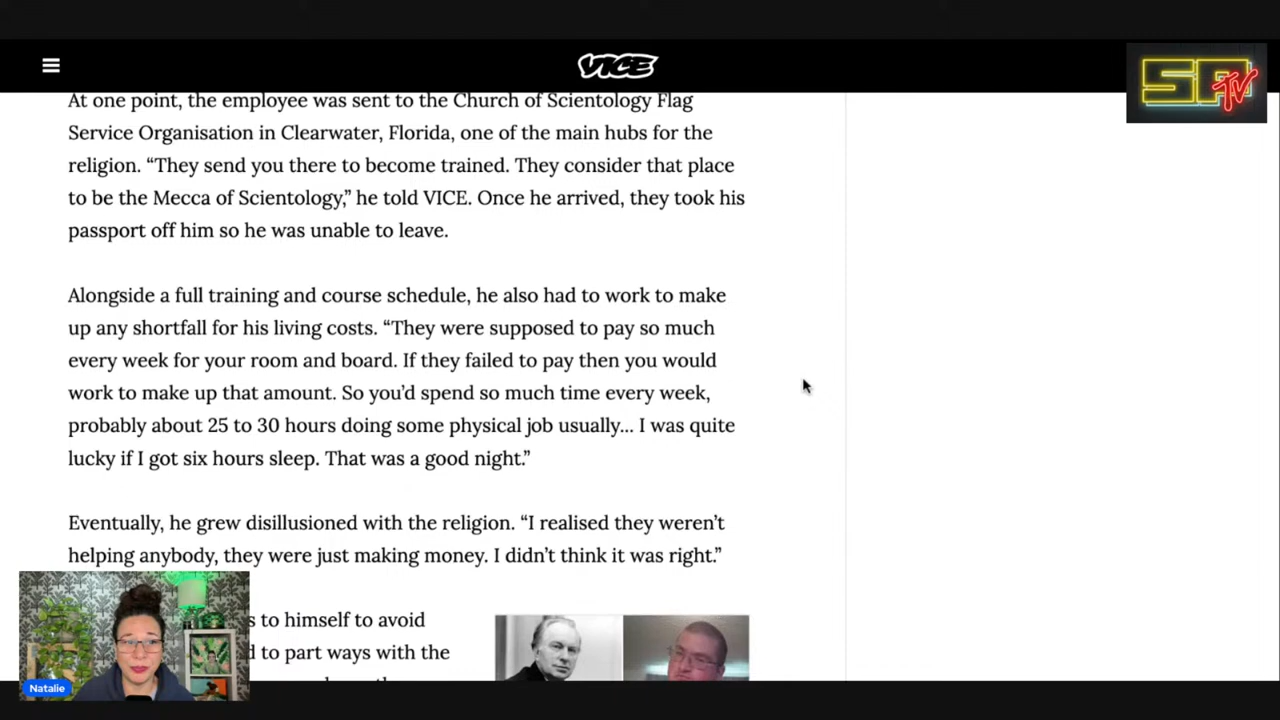 VICE
SPTV
At one point, the employee was sent to the Church of Scientology Flag
Service Organisation in Clearwater, Florida, one of the main hubs for the
religion. “They send you there to become trained. They consider that place
to be the Mecca of Scientology,” he told VICE. Once he arrived, they took his
passport off him so he was unable to leave.
Alongside a full training and course schedule, he also had to work to make
up any shortfall for his living costs. “They were supposed to pay so much
every week for your room and board. If they failed to pay then you would
work to make up that amount. So you’d spend so much time every week,
probably about 25 to 30 hours doing some physical job usually... I was quite
lucky if I got six hours sleep. That was a good night.”
Eventually, he grew disillusioned with the religion. “I realised they weren’t
helping anybody, they were just making money. I didn’t think it was right.”
to himself to avoid
to part ways with the
Natalie